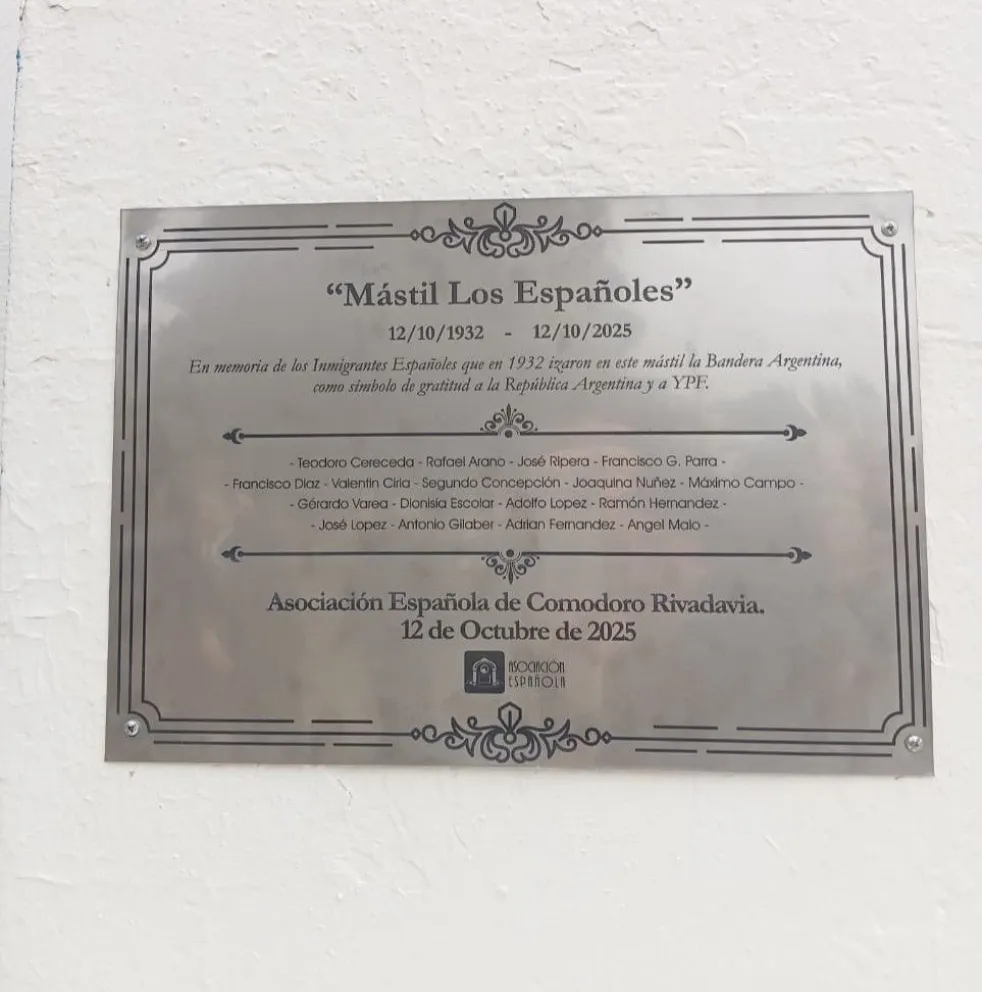 “Mástil Los Españoles”
12/10/1932 - 12/10/2025
En memoria de los Inmigrantes Españoles que en 1932 izaron en este mástil la Bandera Argentina,
como símbolo de gratitud a la República Argentina y a YPF.
- Teodoro Cereceda - Rafael Arano - José Ripera - Francisco G. Parra -
- Francisco Diaz - Valentin Ciria - Segundo Concepción - Joaquina Nuñez - Máximo Campo -
- Gérardo Varea - Dionisia Escolar - Adolfo Lopez - Ramón Hernandez -
- José Lopez - Antonio Gilaber - Adrian Fernandez - Angel Malo -
Asociación Española de Comodoro Rivadavia.
12 de Octubre de 2025
ASOCIACIÓN
ESPAÑOLA